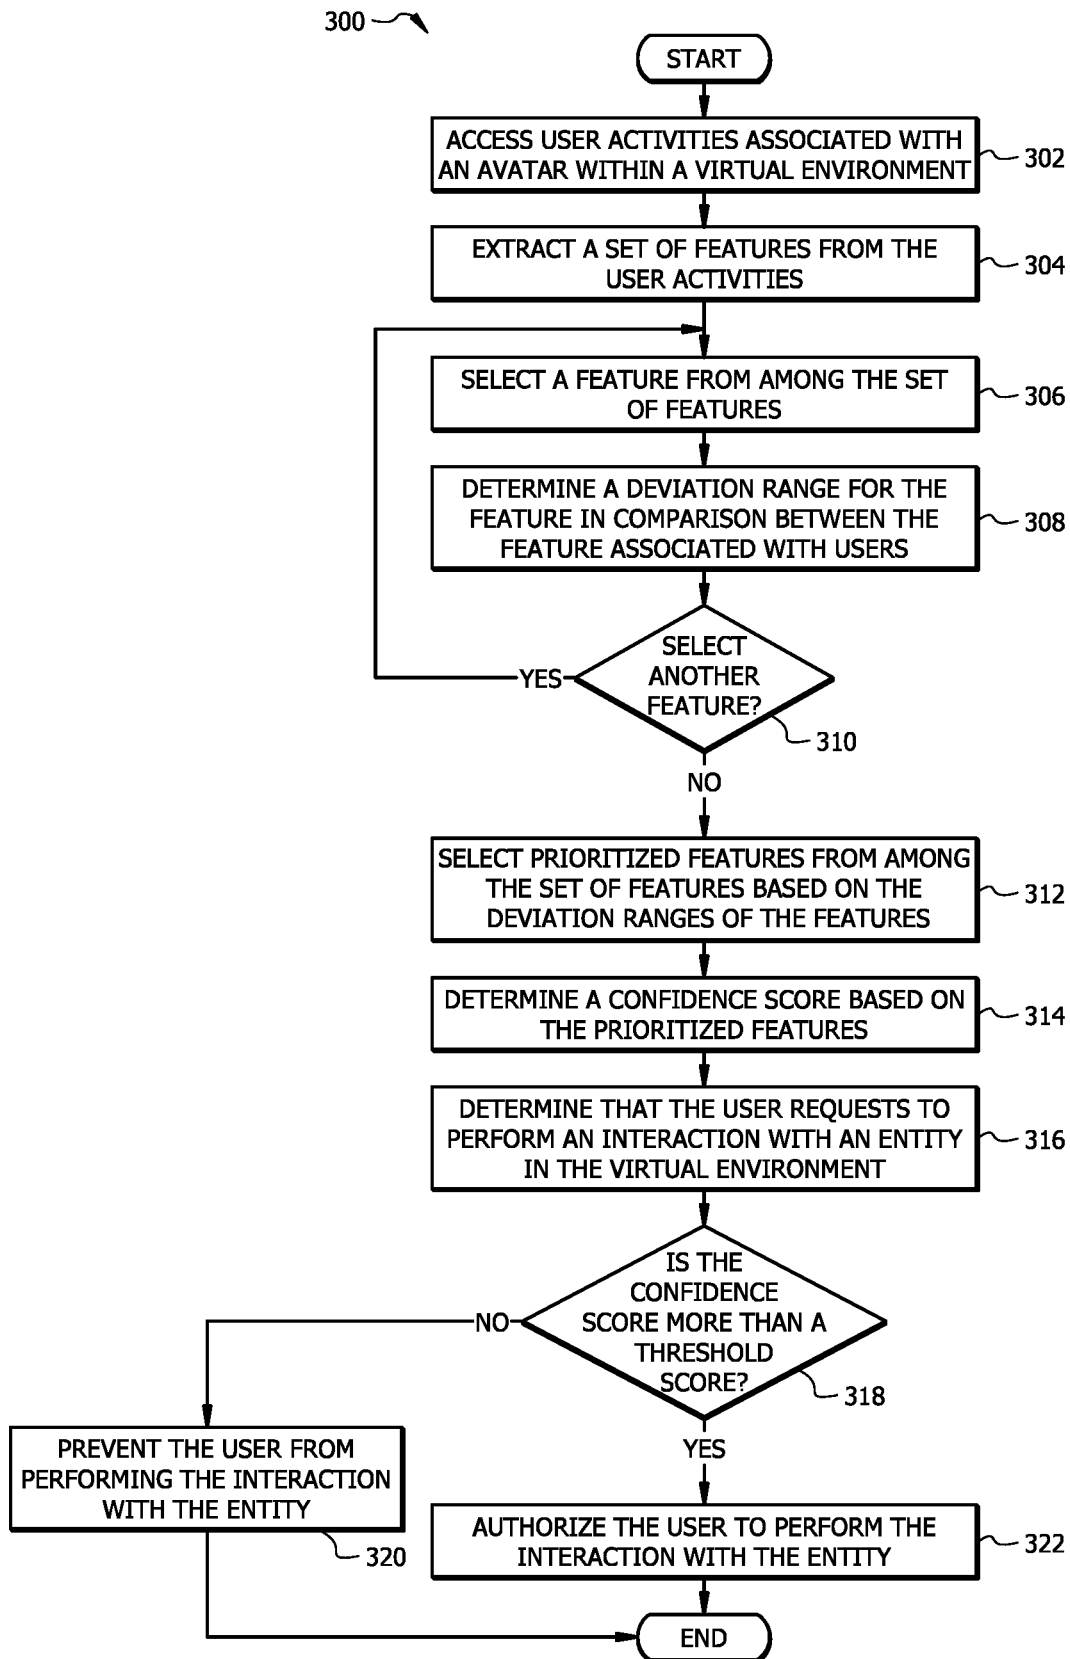 300
START
ACCESS USER ACTIVITIES ASSOCIATED WITH
AN AVATAR WITHIN A VIRTUAL ENVIRONMENT
302
EXTRACT A SET OF FEATURES FROM THE
USER ACTIVITIES
304
SELECT A FEATURE FROM AMONG THE SET
OF FEATURES
306
DETERMINE A DEVIATION RANGE FOR THE
FEATURE IN COMPARISON BETWEEN THE
FEATURE ASSOCIATED WITH USERS
308
SELECT
ANOTHER
FEATURE?
YES
310
NO
SELECT PRIORITIZED FEATURES FROM AMONG
THE SET OF FEATURES BASED ON THE
DEVIATION RANGES OF THE FEATURES
312
DETERMINE A CONFIDENCE SCORE BASED ON
THE PRIORITIZED FEATURES
314
DETERMINE THAT THE USER REQUESTS TO
PERFORM AN INTERACTION WITH AN ENTITY
IN THE VIRTUAL ENVIRONMENT
316
IS THE
CONFIDENCE
SCORE MORE THAN A
THRESHOLD
SCORE?
NO
318
YES
PREVENT THE USER FROM
PERFORMING THE INTERACTION
WITH THE ENTITY
320
AUTHORIZE THE USER TO PERFORM THE
INTERACTION WITH THE ENTITY
322
END